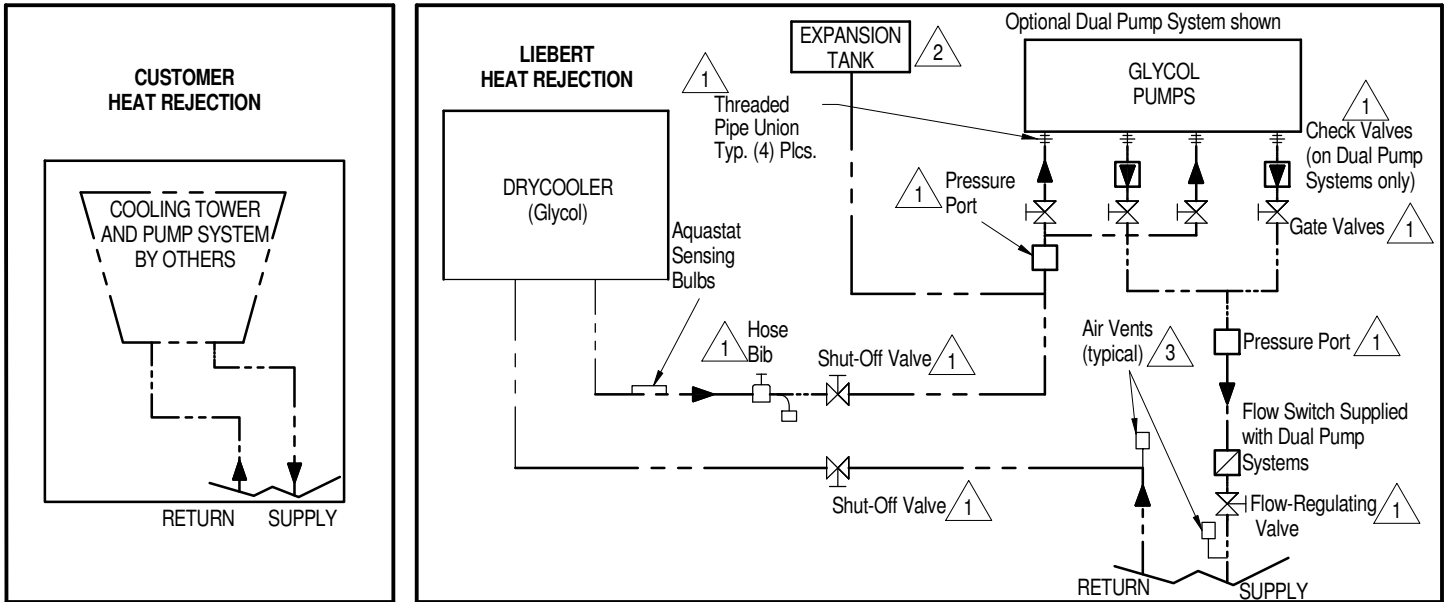 CUSTOMER
HEAT REJECTION
COOLING TOWER
AND PUMP SYSTEM
BY OTHERS
RETURN
SUPPLY
LIEBERT
HEAT REJECTION
DRYCOOLER
(Glycol)
Aquastat
Sensing
Bulbs
1
Hose
Bib
Shut-Off Valve
1
Shut-Off Valve
1
EXPANSION
TANK
2
1
Threaded
Pipe Union
Typ. (4) Plcs.
1
Pressure
Port
Optional Dual Pump System shown
GLYCOL
PUMPS
1
Check Valves
(on Dual Pump
Systems only)
Gate Valves
1
Air Vents
(typical)
3
Pressure Port
1
Flow Switch Supplied
with Dual Pump
Systems
Flow-Regulating
Valve
1
RETURN
SUPPLY